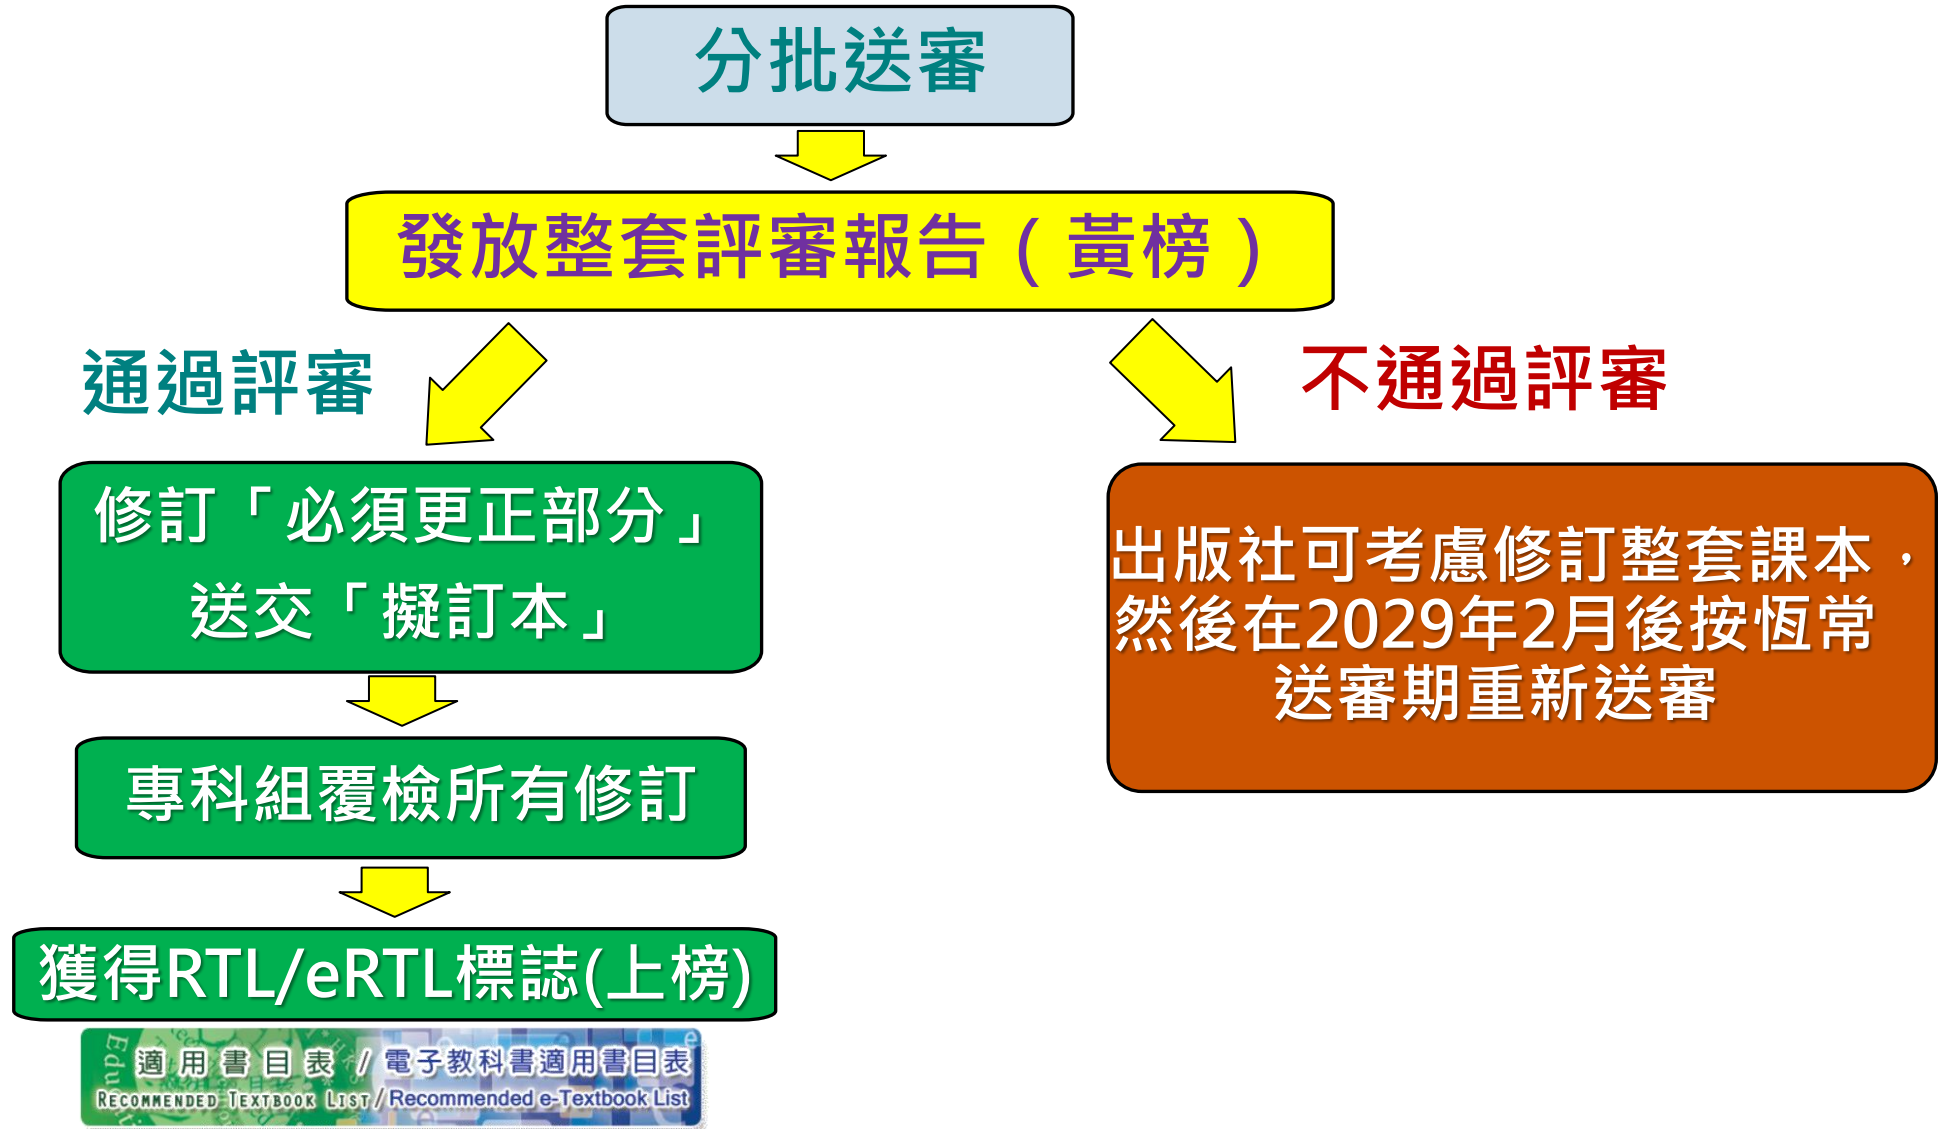 分批送審
發放整套評審報告（黃榜）
通過評審
不通過評審
修訂「必須更正部分」
送交「擬訂本」
出版社可考慮修訂整套課本，
然後在2029年2月後按恆常
送審期重新送審
專科組覆檢所有修訂
獲得RTL/eRTL標誌(上榜)
適用書目表 / 電子教科書適用書目表
RECOMMENDED TEXTBOOK LIST / Recommended e-Textbook List